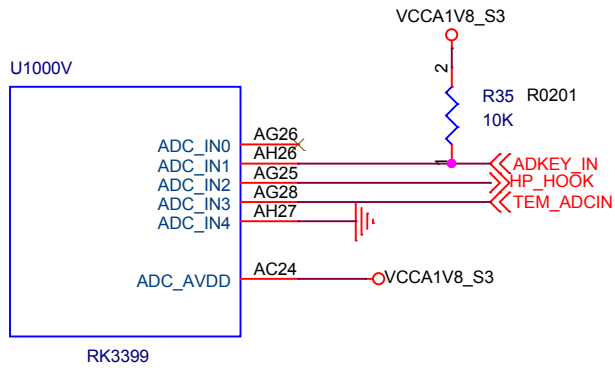 VCCA1V8_S3
U1000V
2
R35 R0201
10K
1
ADC_IN0 AG26
ADC_IN1 AH26 ADKEY_IN
ADC_IN2 AG25 HP_HOOK
ADC_IN3 AG28 TEM_ADCIN
ADC_IN4 AH27
ADC_AVDD AC24 VCCA1V8_S3
RK3399